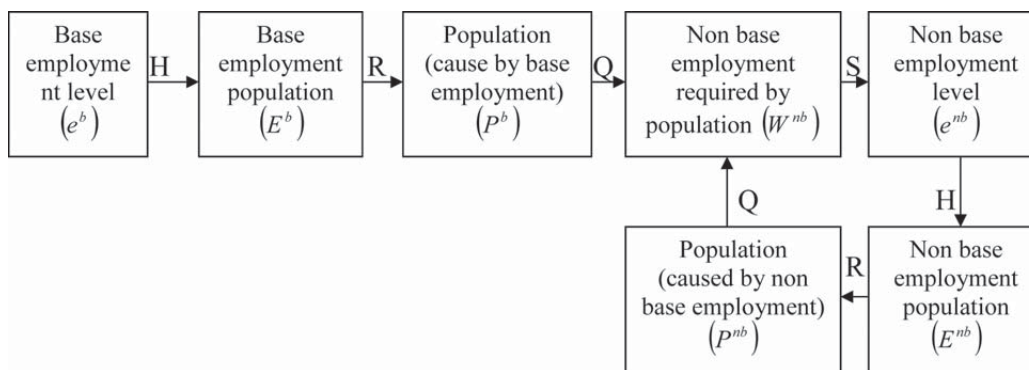 Base
employme
nt level
(e^b)
H
Base
employment
population
(E^b)
R
Population
(cause by base
employment)
(P^b)
Q
Non base
employment
required by
population (W^nb)
S
Non base
employment
level
(e^nb)
H
Q
Population
(caused by non
base employment)
(P^nb)
R
Non base
employment
population
(E^nb)